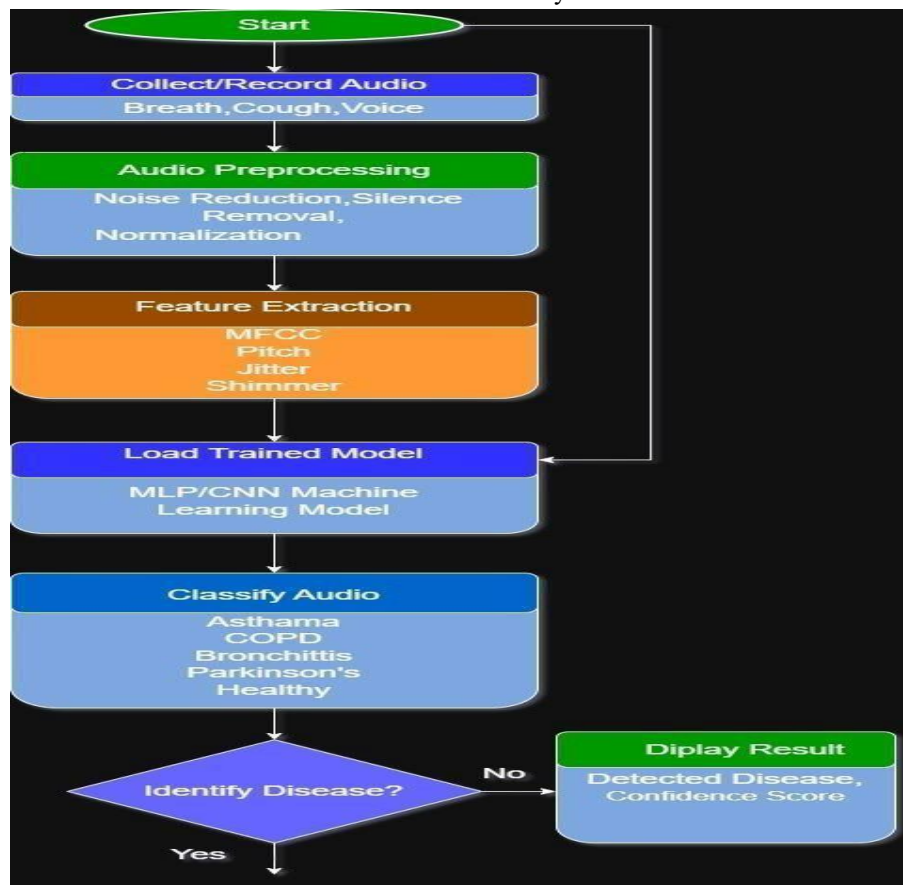 Start
Collect/Record Audio
Breath,Cough,Voice
Audio Preprocessing
Noise Reduction,Silence
Removal,
Normalization
Feature Extraction
MFCC
Pitch
Jitter
Shimmer
Load Trained Model
MLP/CNN Machine
Learning Model
Classify Audio
Asthama
COPD
Bronchittis
Parkinson's
Healthy
Identify Disease?
No
Diplay Result
Detected Disease,
Confidence Score
Yes